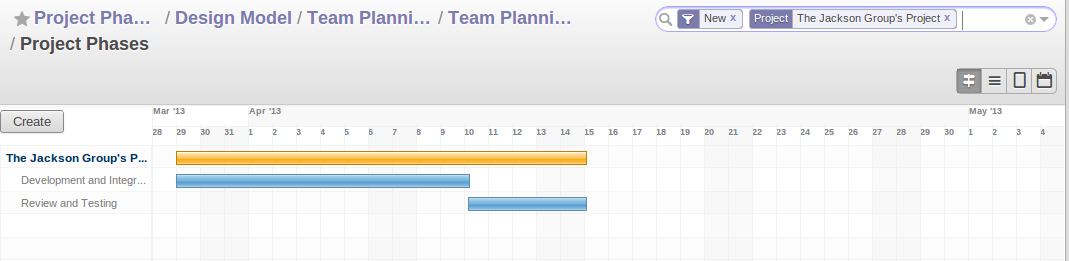 Project Pha... / Design Model / Team Planni... / Team Planni...
/ Project Phases
New x Project The Jackson Group's Project x
Create
Mar '13 Apr '13 May '13
28 29 30 31 1 2 3 4 5 6 7 8 9 10 11 12 13 14 15 16 17 18 19 20 21 22 23 24 25 26 27 28 29 30 1 2 3 4
The Jackson Group's P...
Development and Integr...
Review and Testing